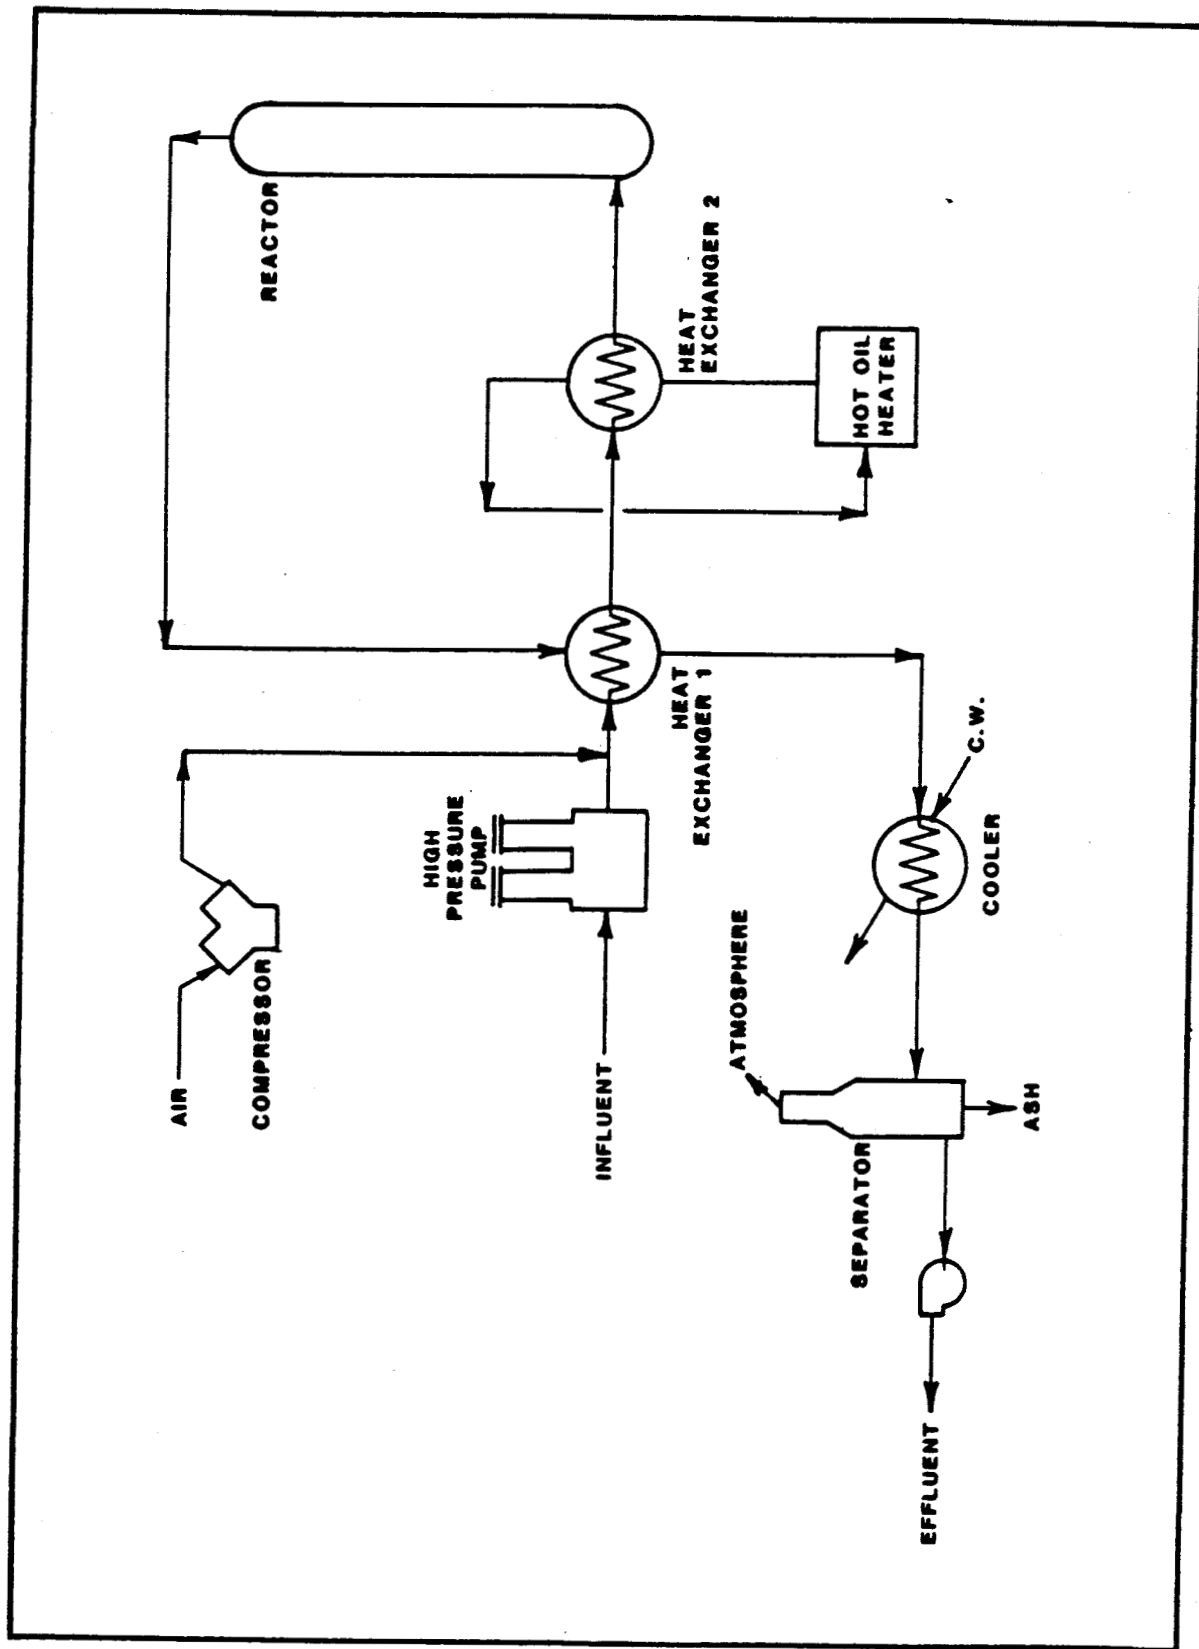 AIR
COMPRESSOR
REACTOR
HIGH
PRESSURE
PUMP
INFLUENT
HEAT
EXCHANGER 1
HEAT
EXCHANGER 2
HOT OIL
HEATER
ATMOSPHERE
SEPARATOR
ASH
COOLER
C.W.
EFFLUENT